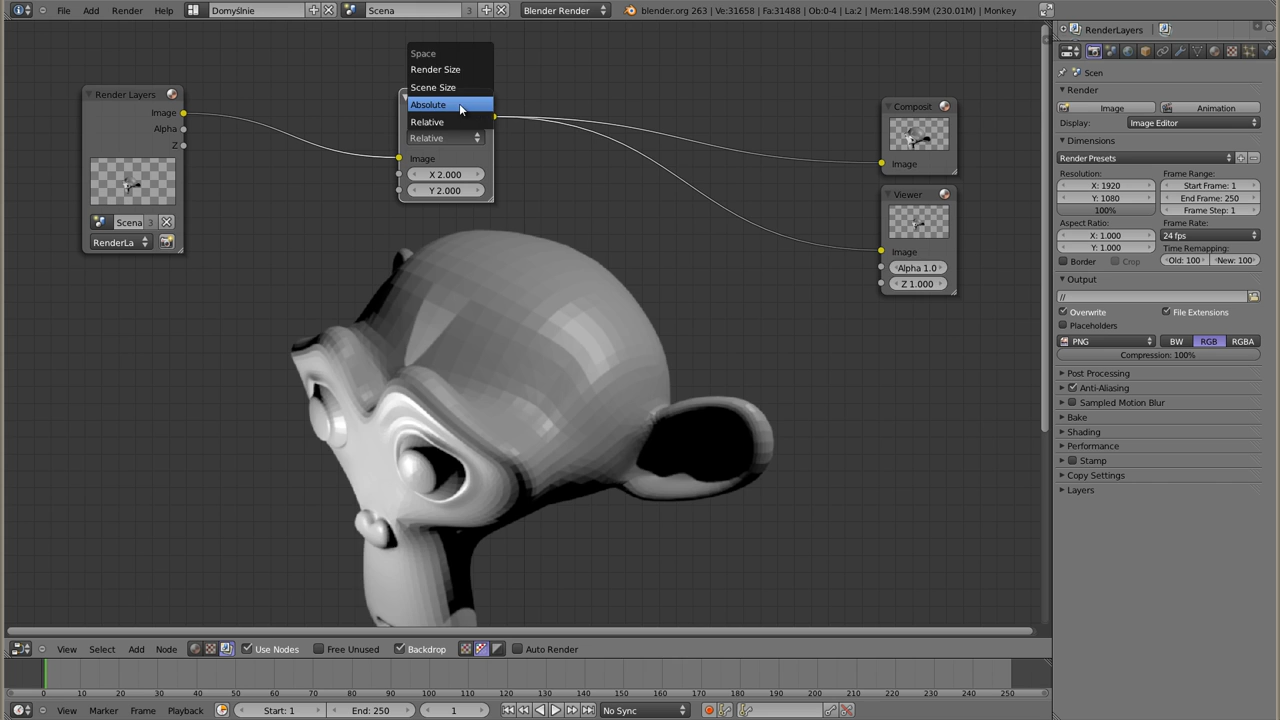 File Add Render Help Domyślnie Scena 3 Blender Render blender.org 263 | Ve:31658 | Fa:31488 | Ob:0-4 | La:2 | Mem:148.59M (230.01M) | Monkey
Render Layers
Image
Alpha
Z
Scena 3
RenderLa
Space
Render Size
Scene Size
Absolute
Relative
Relative
Image
X 2.000
Y 2.000
Composit
Image
Viewer
Image
Alpha 1.0
Z 1.000
RenderLayers
Scen
Render
Image Animation
Display: Image Editor
Dimensions
Render Presets
Resolution: Frame Range:
X: 1920 Start Frame: 1
Y: 1080 End Frame: 250
100% Frame Step: 1
Aspect Ratio: Frame Rate:
X: 1.000 24 fps
Y: 1.000 Time Remapping:
Border Crop Old: 100 New: 100
Output
//
Overwrite File Extensions
Placeholders
PNG BW RGB RGBA
Compression: 100%
Post Processing
Anti-Aliasing
Sampled Motion Blur
Bake
Shading
Performance
Stamp
Copy Settings
Layers
View Select Add Node Use Nodes Free Unused Backdrop Auto Render
0 10 20 30 40 50 60 70 80 90 100 110 120 130 140 150 160 170 180 190 200 210 220 230 240 250
View Marker Frame Playback Start: 1 End: 250 1 No Sync